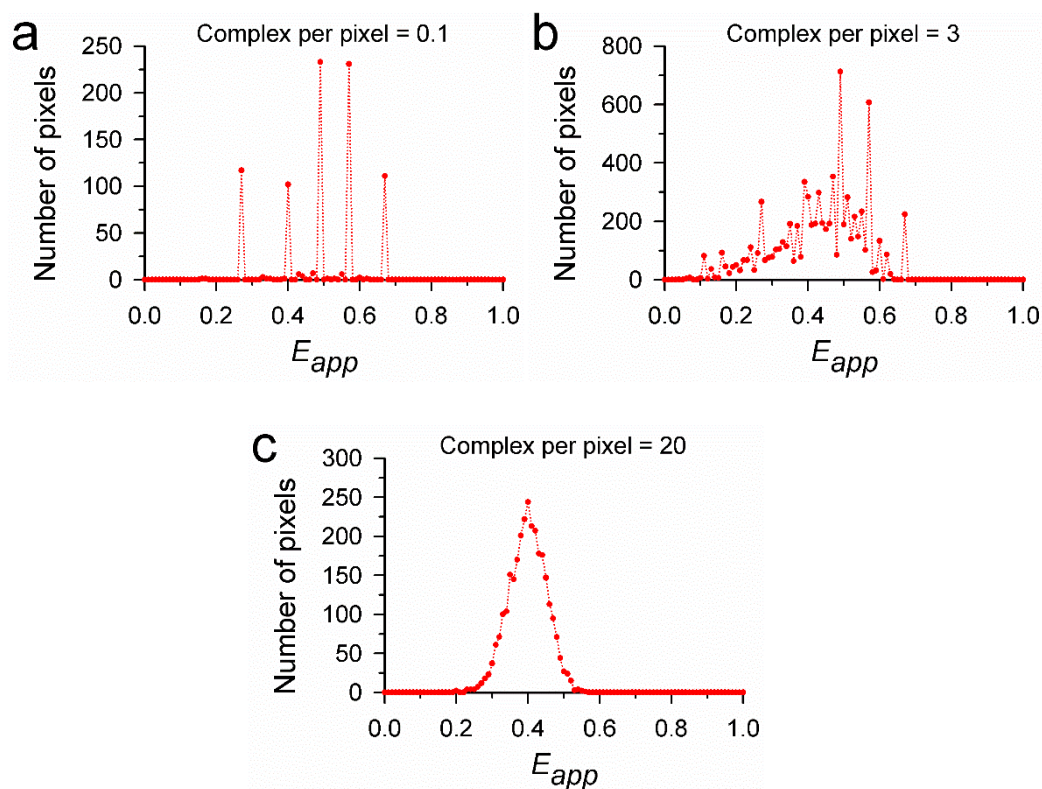 a
Complex per pixel = 0.1
Number of pixels
250
200
150
100
50
0
0.0 0.2 0.4 0.6 0.8 1.0
Eapp
b
Complex per pixel = 3
Number of pixels
800
600
400
200
0
0.0 0.2 0.4 0.6 0.8 1.0
Eapp
c
Complex per pixel = 20
Number of pixels
300
250
200
150
100
50
0
0.0 0.2 0.4 0.6 0.8 1.0
Eapp